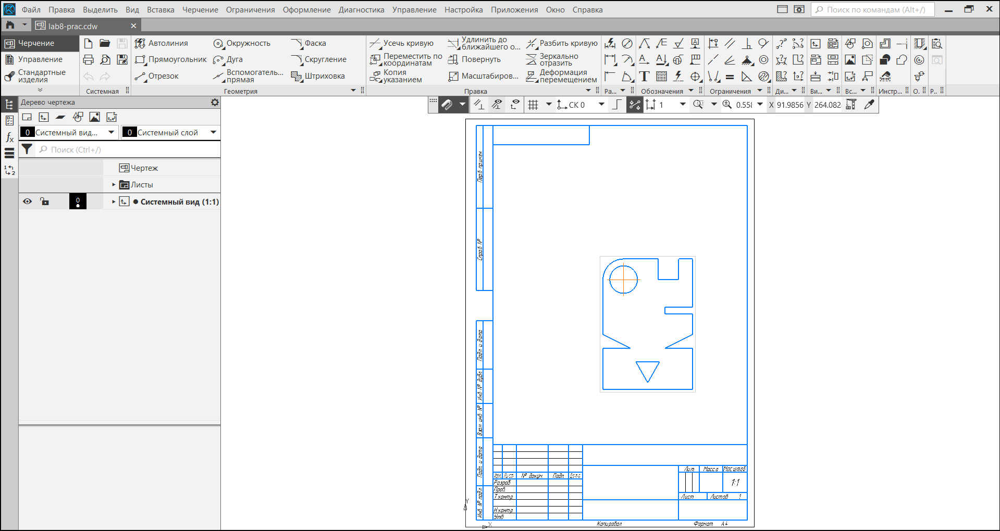 Файл Правка Выделить Вид Вставка Черчение Ограничения Оформление Диагностика Управление Настройка Приложения Окно Справка Поиск по командам (Alt+/)
lab8-prac.cdw
Черчение
Управление
Стандартные
изделия
Системная
Автолиния Окружность Фаска
Прямоугольник Дуга Скругление
Отрезок Вспомогатель...
прямая Штриховка
Геометрия
Усечь кривую Удлинить до
ближайшего о... Разбить кривую
Переместить по
координатам Повернуть Зеркально
отразить
Копия
указанием Масштабиров... Деформация
перемещением
Правка
Ра... Обозначения Ограничения Ди... Ви... Вс... Инстр... О. Р..
Дерево чертежа
СК 0 1 0.558 X 91.9856 Y 264.082
0 Системный вид... 0 Системный слой
Поиск (Ctrl+/)
Чертеж
Листы
0 Системный вид (1:1)
Перв. примен.
Справ. №
Подп. и дата
Инв. № дубл.
Взам. инв. №
Подп. и дата
Инв. № подл.
Изм. Лист № докум. Подп. Дата
Разраб.
Пров.
Т.контр.
Н.контр.
Утв.
Лит. Масса Масштаб
1:1
Лист Листов 1
Копировал Формат A4
Y
X